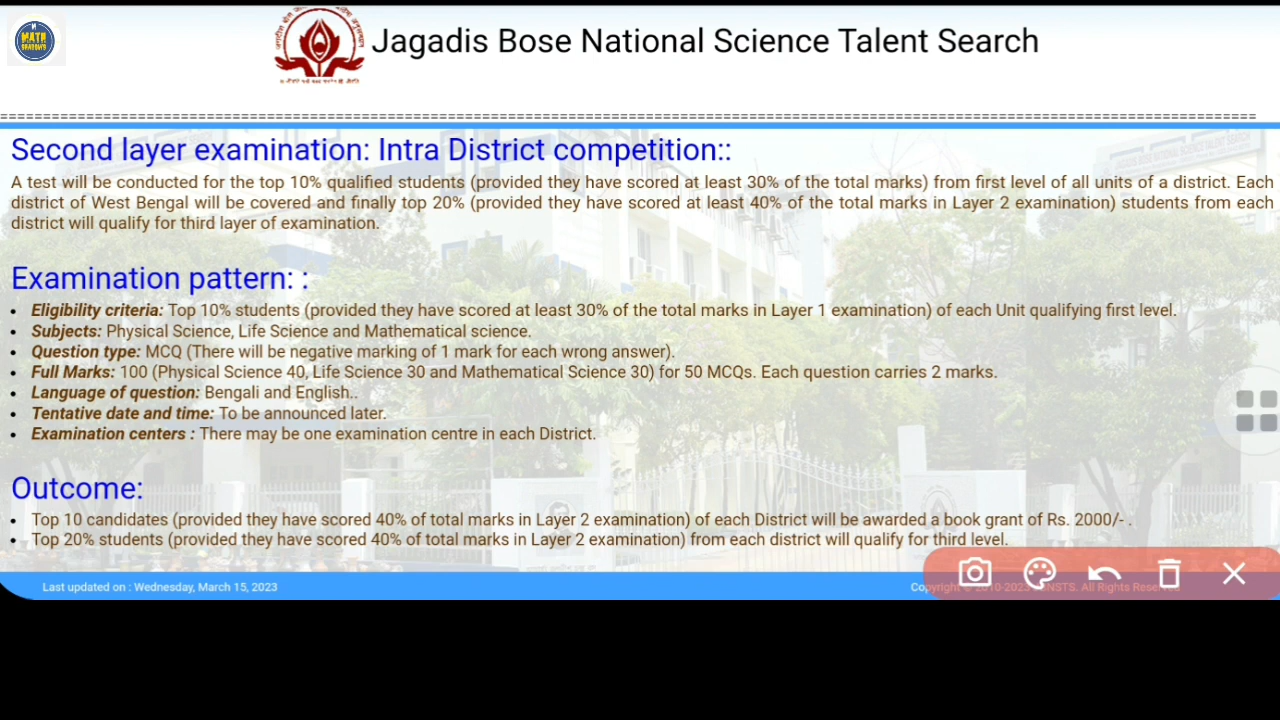 M
MATH
SHADOWS
Jagadis Bose National Science Talent Search
Second layer examination: Intra District competition::
A test will be conducted for the top 10% qualified students (provided they have scored at least 30% of the total marks) from first level of all units of a district. Each
district of West Bengal will be covered and finally top 20% (provided they have scored at least 40% of the total marks in Layer 2 examination) students from each
district will qualify for third layer of examination.
Examination pattern: :
• Eligibility criteria: Top 10% students (provided they have scored at least 30% of the total marks in Layer 1 examination) of each Unit qualifying first level.
• Subjects: Physical Science, Life Science and Mathematical science.
• Question type: MCQ (There will be negative marking of 1 mark for each wrong answer).
• Full Marks: 100 (Physical Science 40, Life Science 30 and Mathematical Science 30) for 50 MCQs. Each question carries 2 marks.
• Language of question: Bengali and English..
• Tentative date and time: To be announced later.
• Examination centers : There may be one examination centre in each District.
Outcome:
• Top 10 candidates (provided they have scored 40% of total marks in Layer 2 examination) of each District will be awarded a book grant of Rs. 2000/- .
• Top 20% students (provided they have scored 40% of total marks in Layer 2 examination) from each district will qualify for third level.
Last updated on : Wednesday, March 15, 2023
Copyright © 2010-2023 JBNSTS. All Rights Reserved